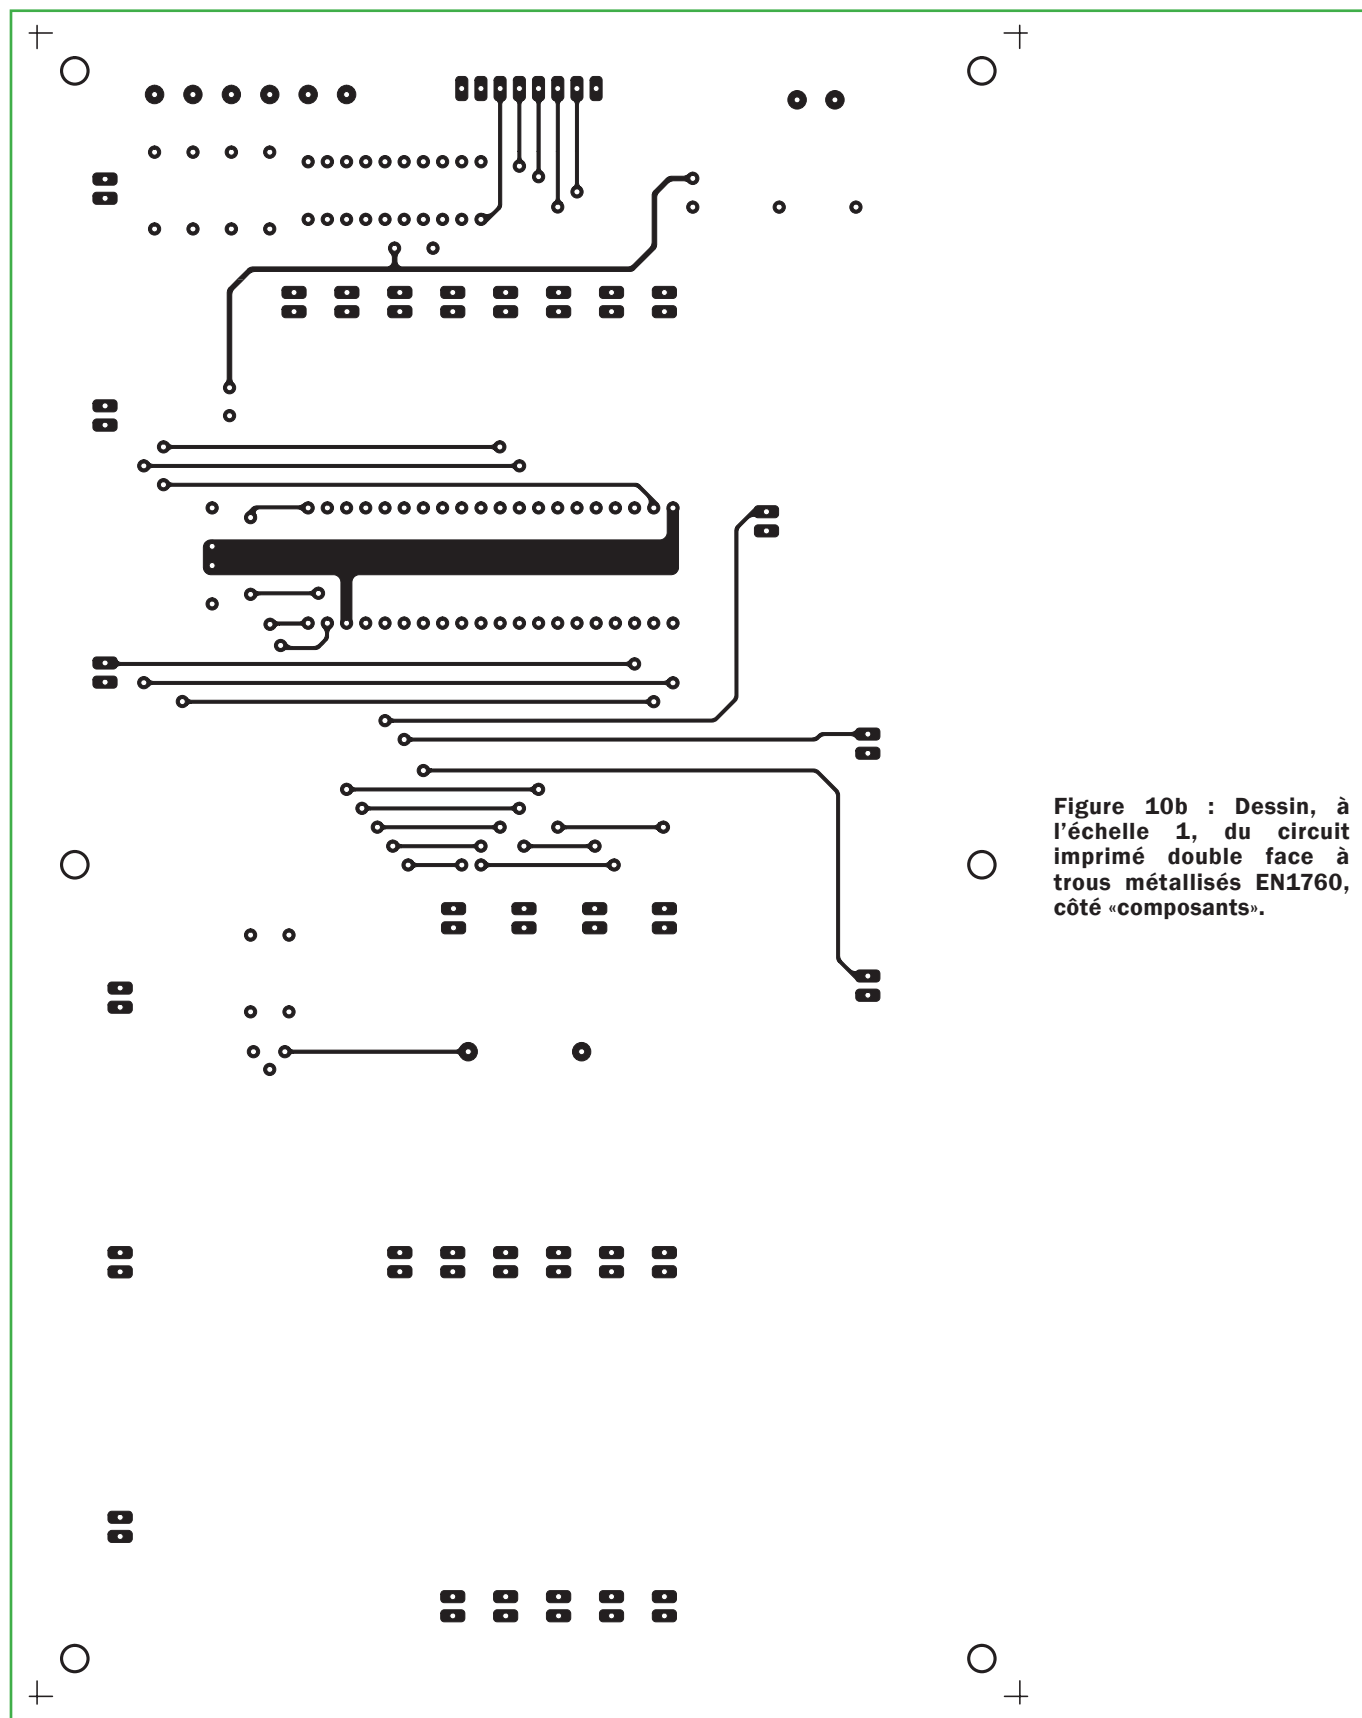 Figure 10b : Dessin, à
l'échelle 1, du circuit
imprimé double face à
trous métallisés EN1760,
côté «composants».